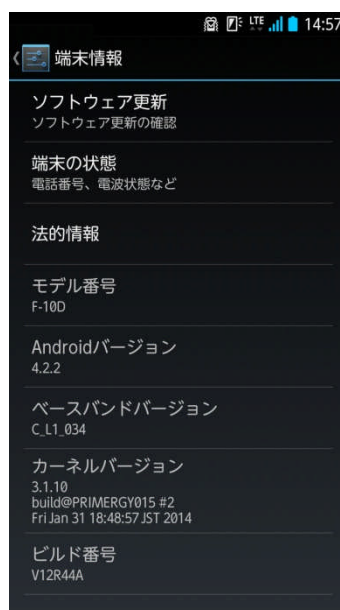 LTE 14:57
端末情報
ソフトウェア更新
ソフトウェア更新の確認
端末の状態
電話番号、電波状態など
法的情報
モデル番号
F-10D
Androidバージョン
4.2.2
ベースバンドバージョン
C_L1_034
カーネルバージョン
3.1.10
build@PRIMERGY015 #2
Fri Jan 31 18:48:57 JST 2014
ビルド番号
V12R44A